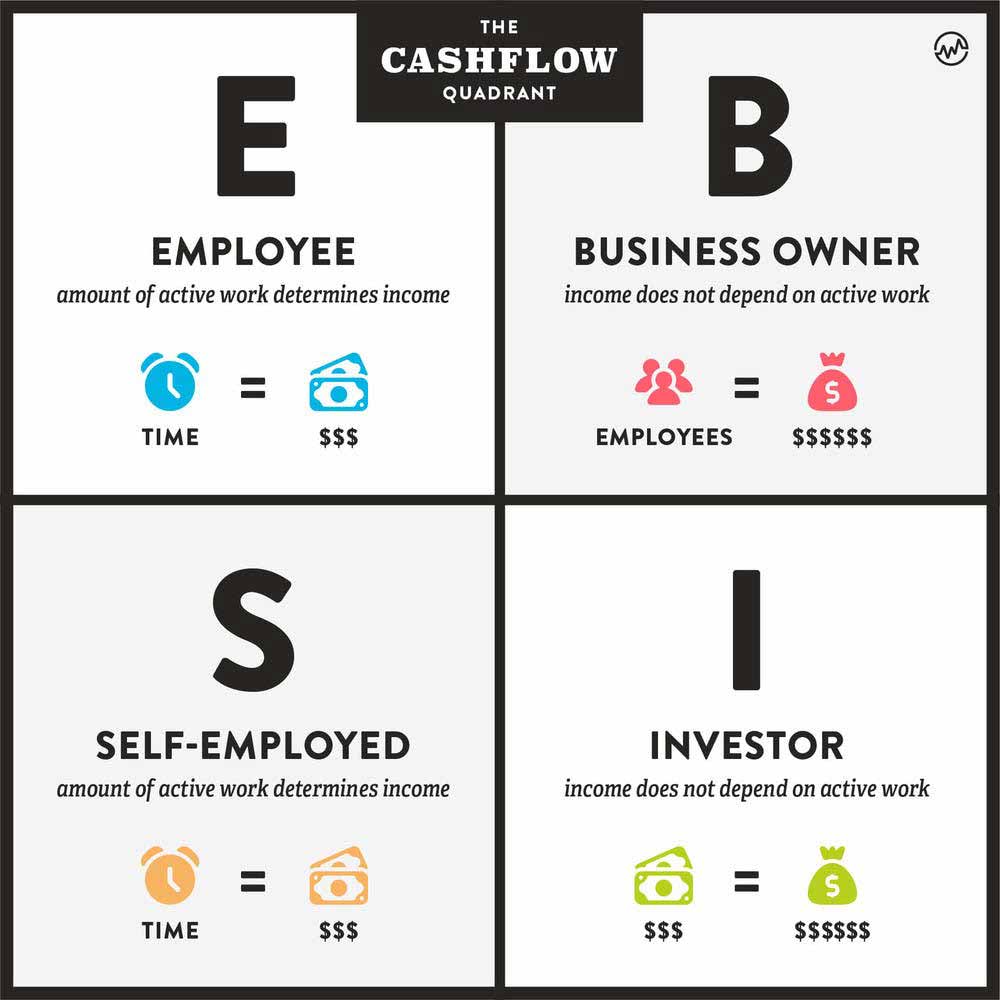 THE
CASHFLOW
QUADRANT
E
EMPLOYEE
amount of active work determines income
=
TIME $$$
B
BUSINESS OWNER
income does not depend on active work
$
=
EMPLOYEES $$$$$$
S
SELF-EMPLOYED
amount of active work determines income
=
TIME $$$
I
INVESTOR
income does not depend on active work
$
=
$$$ $$$$$$